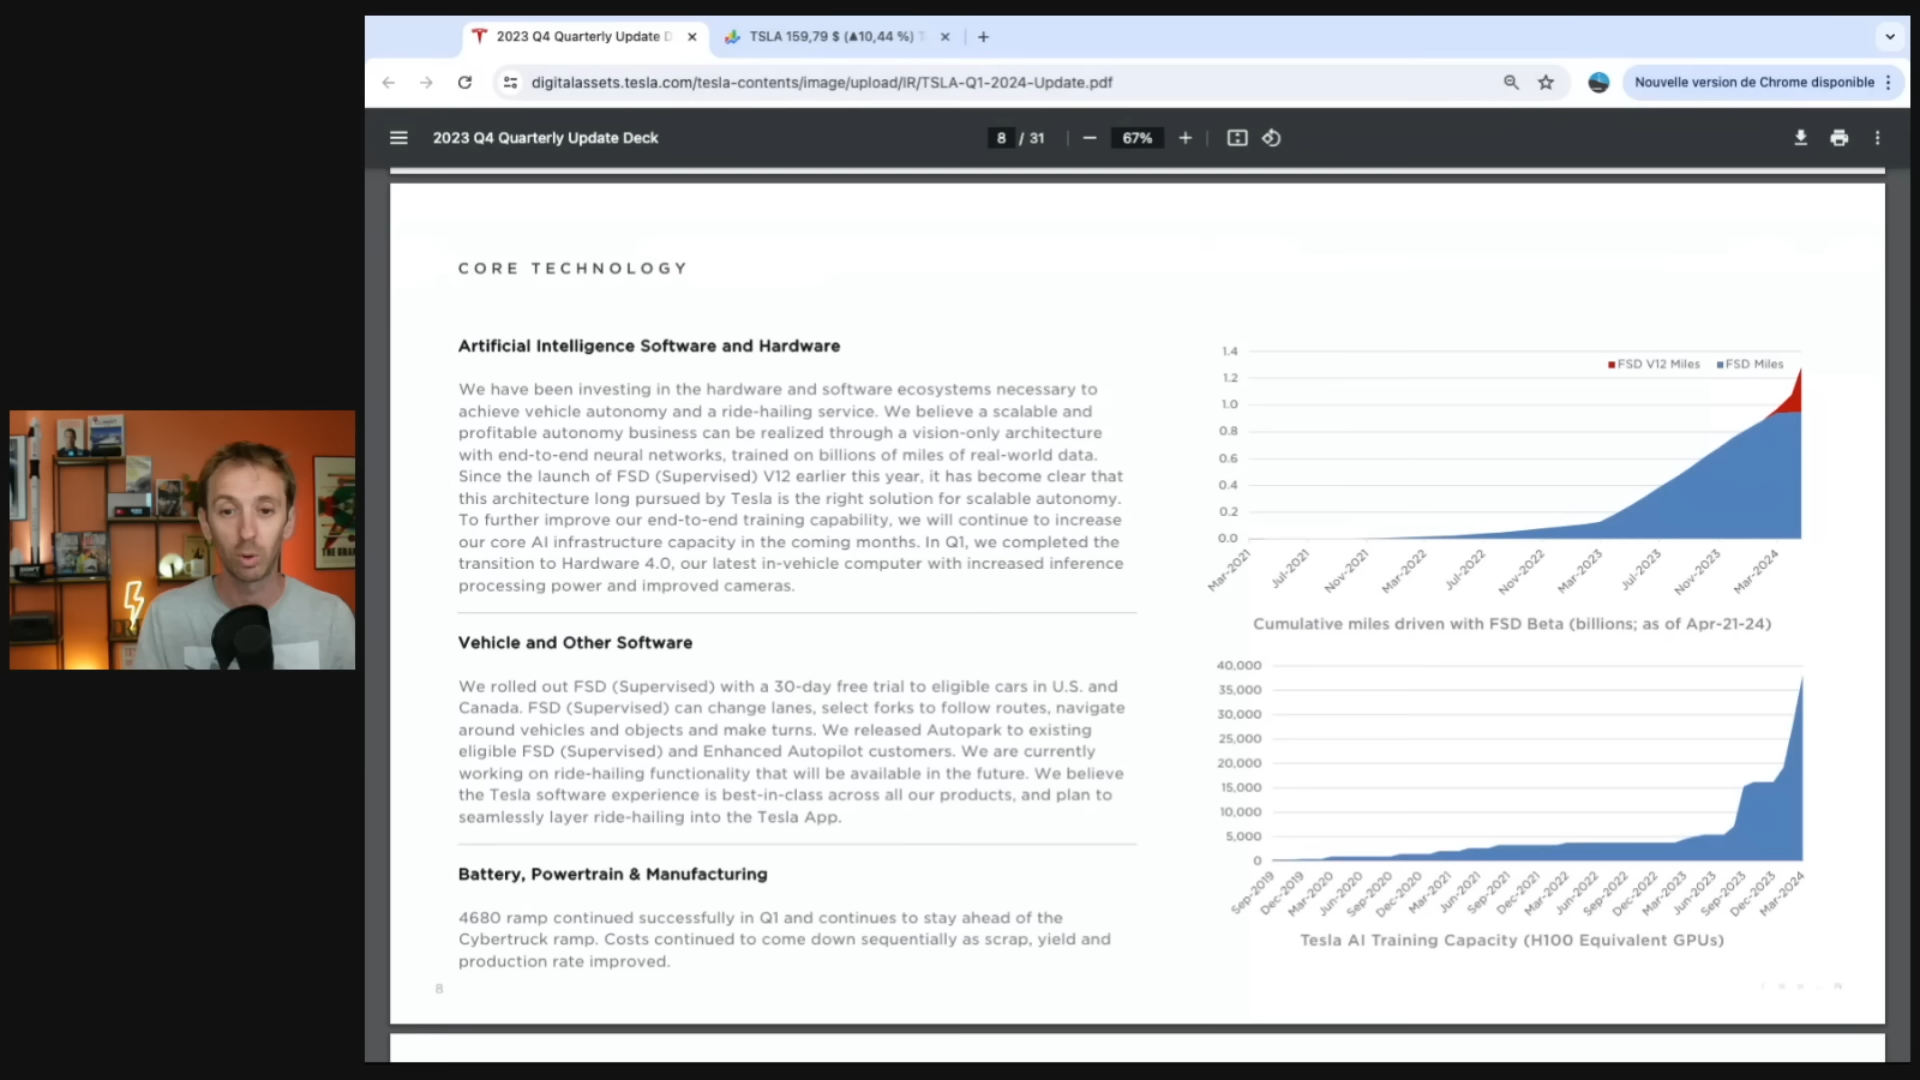 2023 Q4 Quarterly Update D
TSLA 159,79 $ (▲10,44 %)
digitalassets.tesla.com/tesla-contents/image/upload/IR/TSLA-Q1-2024-Update.pdf
Nouvelle version de Chrome disponible
2023 Q4 Quarterly Update Deck
8 / 31
67%
CORE TECHNOLOGY
Artificial Intelligence Software and Hardware
We have been investing in the hardware and software ecosystems necessary to
achieve vehicle autonomy and a ride-hailing service. We believe a scalable and
profitable autonomy business can be realized through a vision-only architecture
with end-to-end neural networks, trained on billions of miles of real-world data.
Since the launch of FSD (Supervised) V12 earlier this year, it has become clear that
this architecture long pursued by Tesla is the right solution for scalable autonomy.
To further improve our end-to-end training capability, we will continue to increase
our core AI infrastructure capacity in the coming months. In Q1, we completed the
transition to Hardware 4.0, our latest in-vehicle computer with increased inference
processing power and improved cameras.
Vehicle and Other Software
We rolled out FSD (Supervised) with a 30-day free trial to eligible cars in U.S. and
Canada. FSD (Supervised) can change lanes, select forks to follow routes, navigate
around vehicles and objects and make turns. We released Autopark to existing
eligible FSD (Supervised) and Enhanced Autopilot customers. We are currently
working on ride-hailing functionality that will be available in the future. We believe
the Tesla software experience is best-in-class across all our products, and plan to
seamlessly layer ride-hailing into the Tesla App.
Battery, Powertrain & Manufacturing
4680 ramp continued successfully in Q1 and continues to stay ahead of the
Cybertruck ramp. Costs continued to come down sequentially as scrap, yield and
production rate improved.
8
FSD V12 Miles FSD Miles
1.4
1.2
1.0
0.8
0.6
0.4
0.2
0.0
Mar-2021 Jul-2021 Nov-2021 Mar-2022 Jul-2022 Nov-2022 Mar-2023 Jul-2023 Nov-2023 Mar-2024
Cumulative miles driven with FSD Beta (billions; as of Apr-21-24)
40,000
35,000
30,000
25,000
20,000
15,000
10,000
5,000
0
Sep-2019 Dec-2019 Mar-2020 Jun-2020 Sep-2020 Dec-2020 Mar-2021 Jun-2021 Sep-2021 Dec-2021 Mar-2022 Jun-2022 Sep-2022 Dec-2022 Mar-2023 Jun-2023 Sep-2023 Dec-2023 Mar-2024
Tesla AI Training Capacity (H100 Equivalent GPUs)